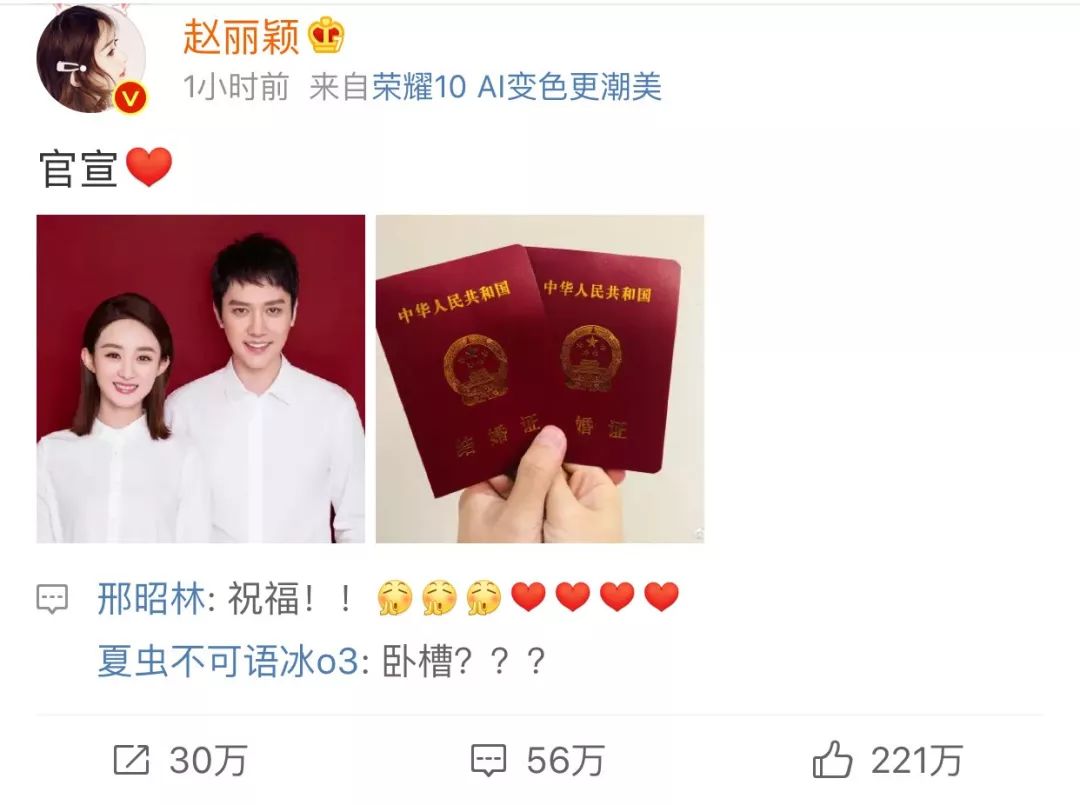 赵丽颖
1小时前 来自荣耀10 AI变色更潮美
官宣
中华人民共和国
结婚证
中华人民共和国
婚证
邢昭林: 祝福！！
夏虫不可语冰o3: 卧槽？？？
30万 56万 221万